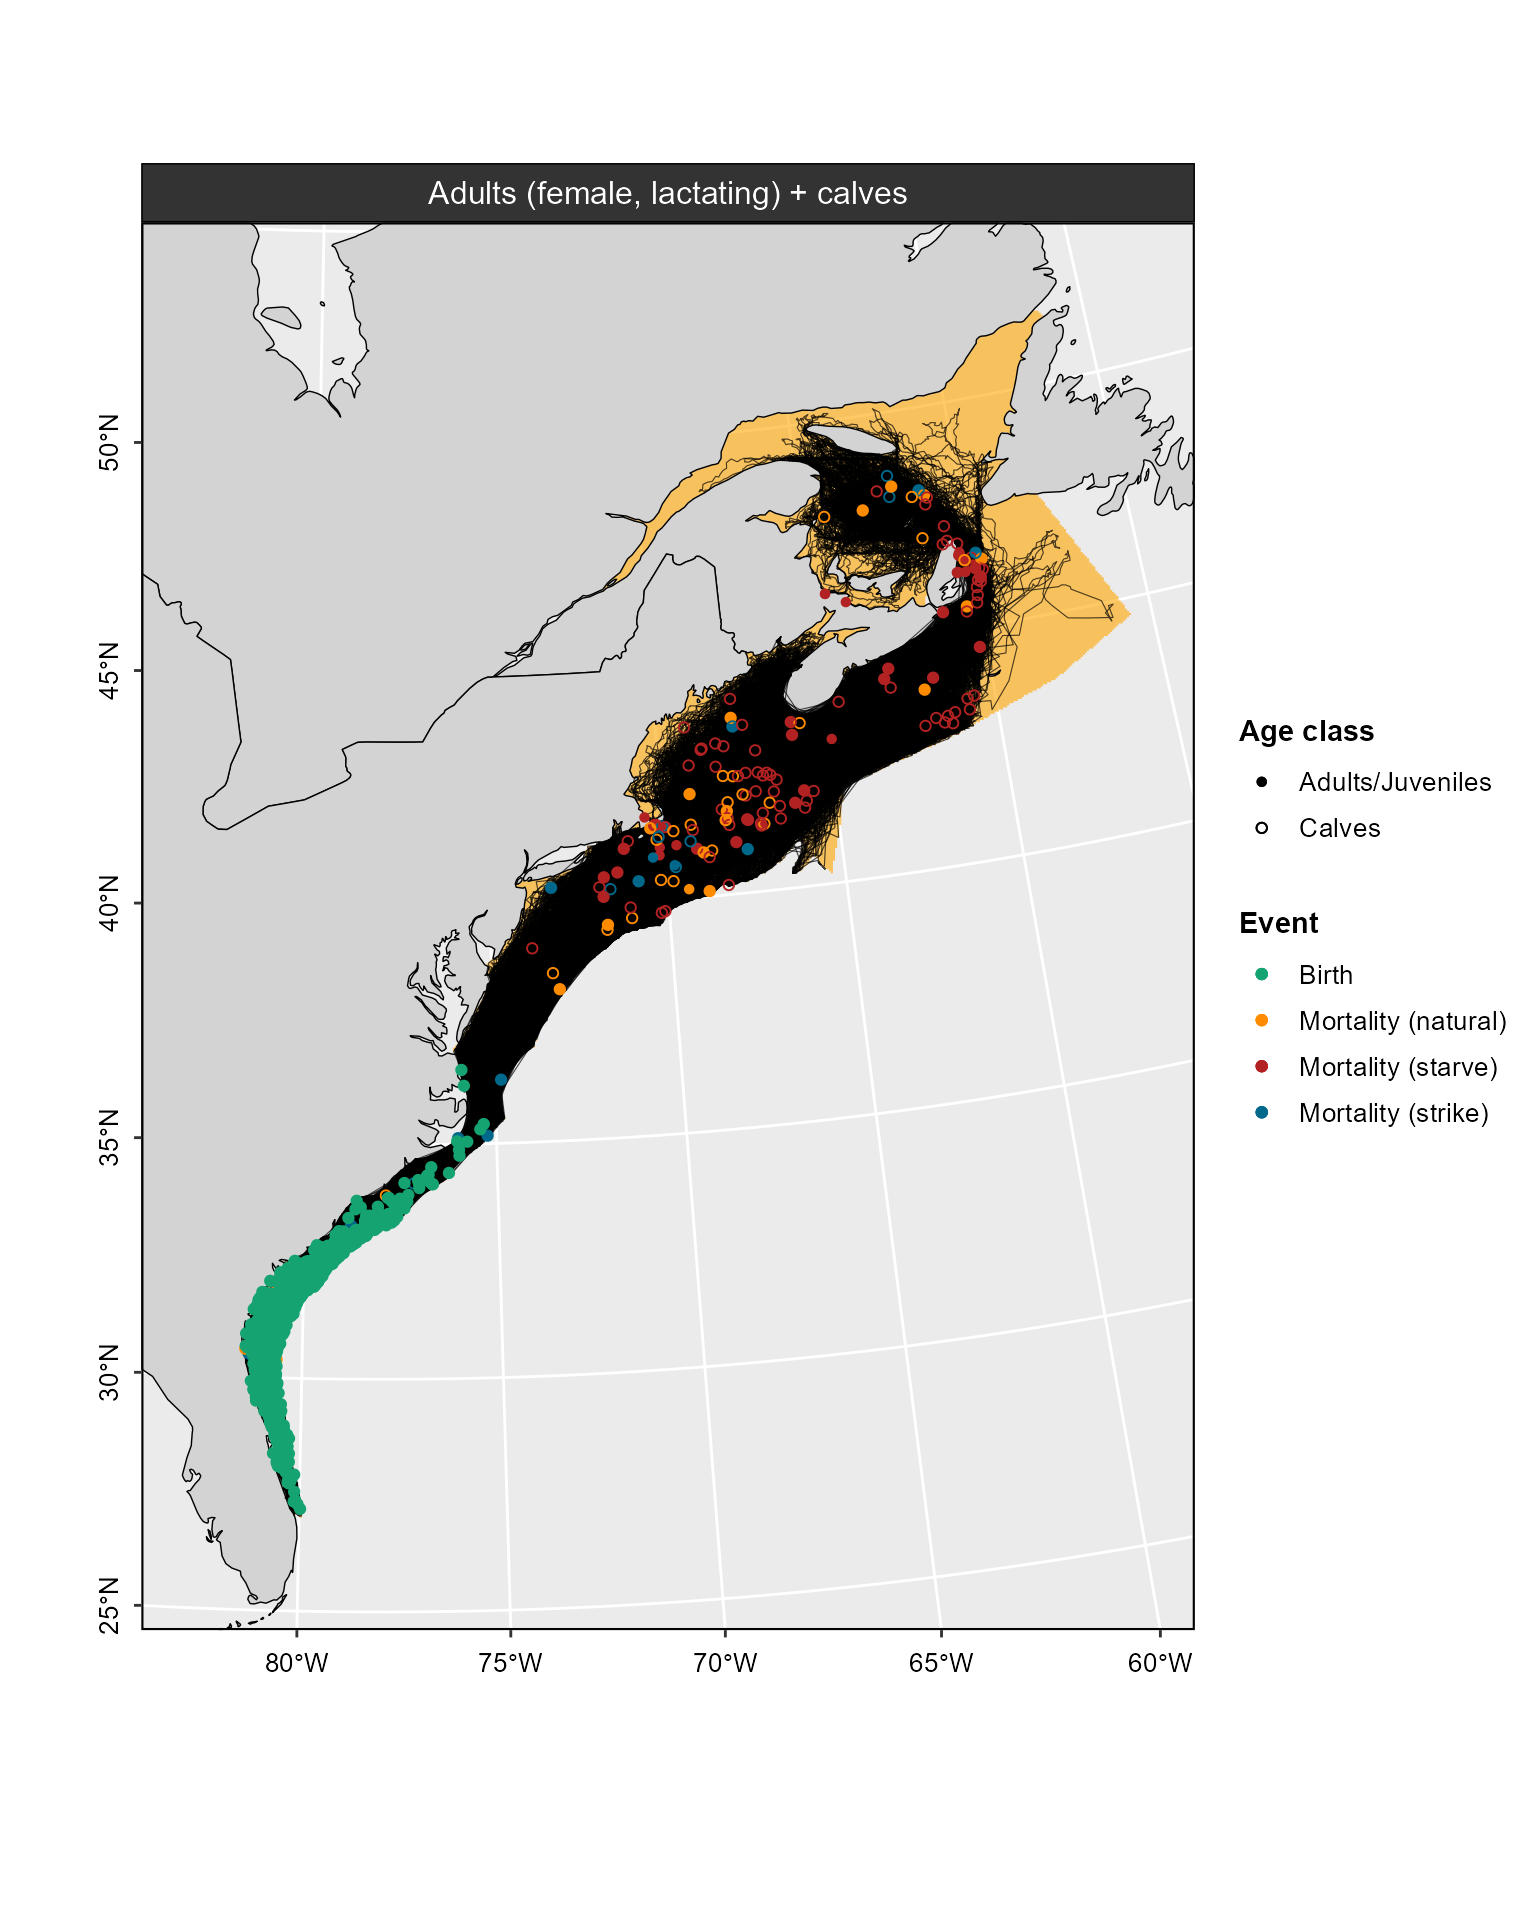 Adults (female, lactating) + calves
50°N
45°N
40°N
35°N
30°N
25°N
80°W
75°W
70°W
65°W
60°W
Age class
Adults/Juveniles
Calves
Event
Birth
Mortality (natural)
Mortality (starve)
Mortality (strike)